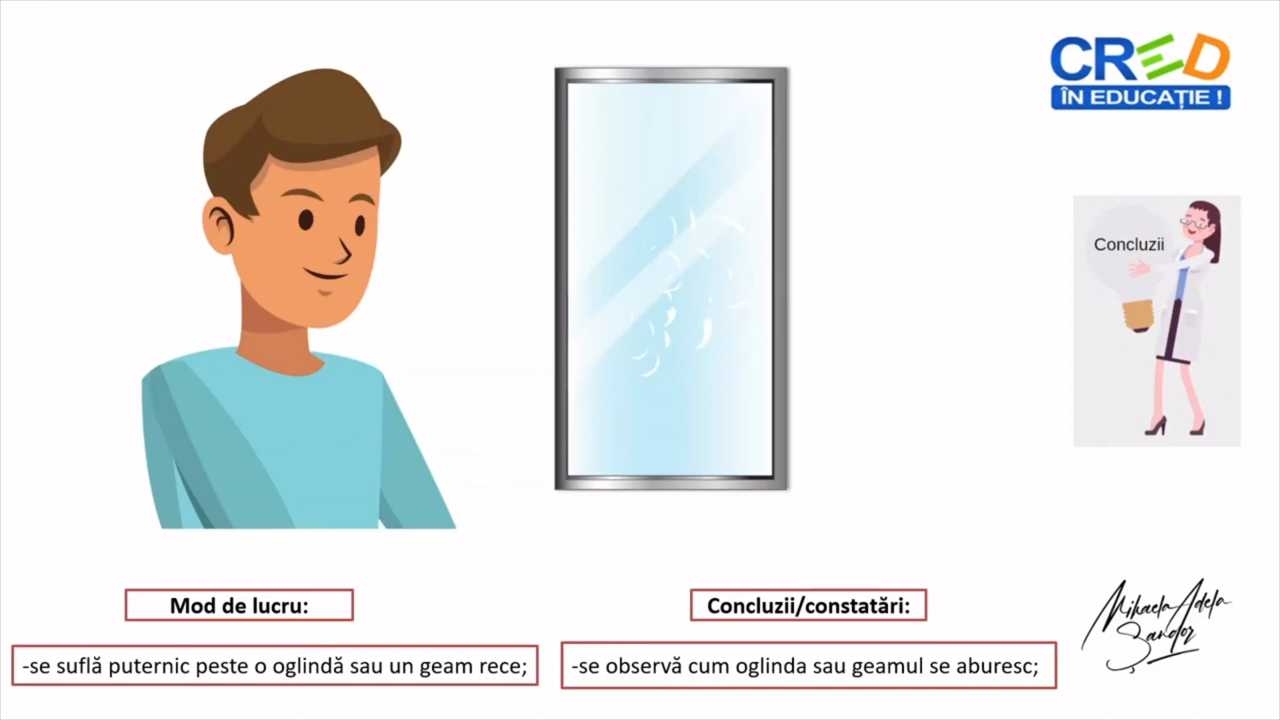 CRED
ÎN EDUCAȚIE !
Concluzii
Mod de lucru:
-se suflă puternic peste o oglindă sau un geam rece;
Concluzii/constatări:
-se observă cum oglinda sau geamul se aburesc;
Mihaela Adela
Șandor